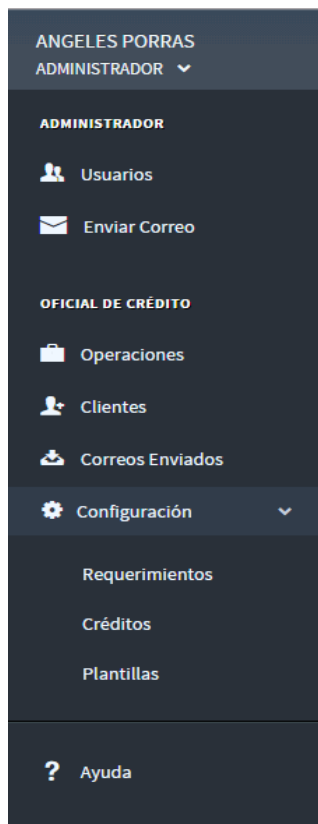 ANGELES PORRAS
ADMINISTRADOR
ADMINISTRADOR
Usuarios
Enviar Correo
OFICIAL DE CRÉDITO
Operaciones
Clientes
Correos Enviados
Configuración
Requerimientos
Créditos
Plantillas
? Ayuda